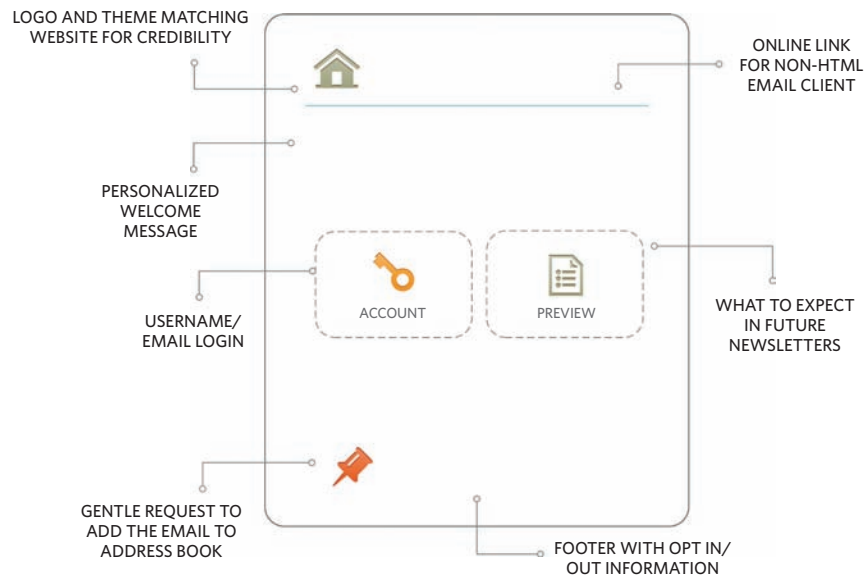 LOGO AND THEME MATCHING
WEBSITE FOR CREDIBILITY
ONLINE LINK
FOR NON-HTML
EMAIL CLIENT
PERSONALIZED
WELCOME
MESSAGE
USERNAME/
EMAIL LOGIN
ACCOUNT
PREVIEW
WHAT TO EXPECT
IN FUTURE
NEWSLETTERS
GENTLE REQUEST TO
ADD THE EMAIL TO
ADDRESS BOOK
FOOTER WITH OPT IN/
OUT INFORMATION